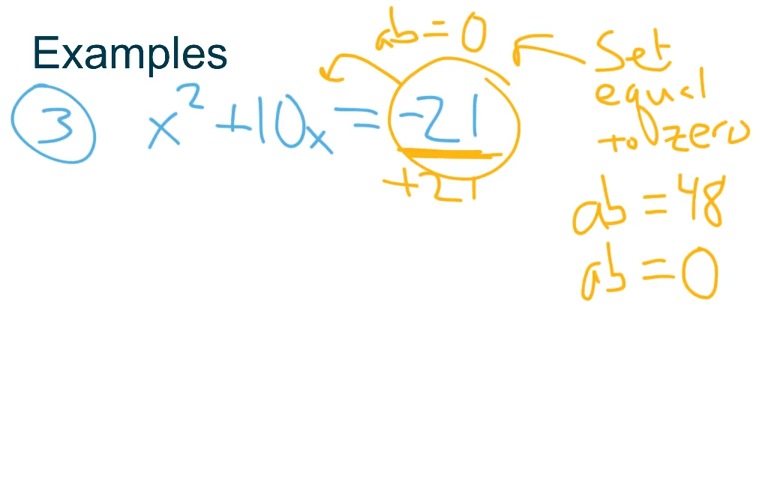 Examples
ab = 0
Set
equal
to zero
③ x² + 10x = -21
+21
ab = 48
ab = 0